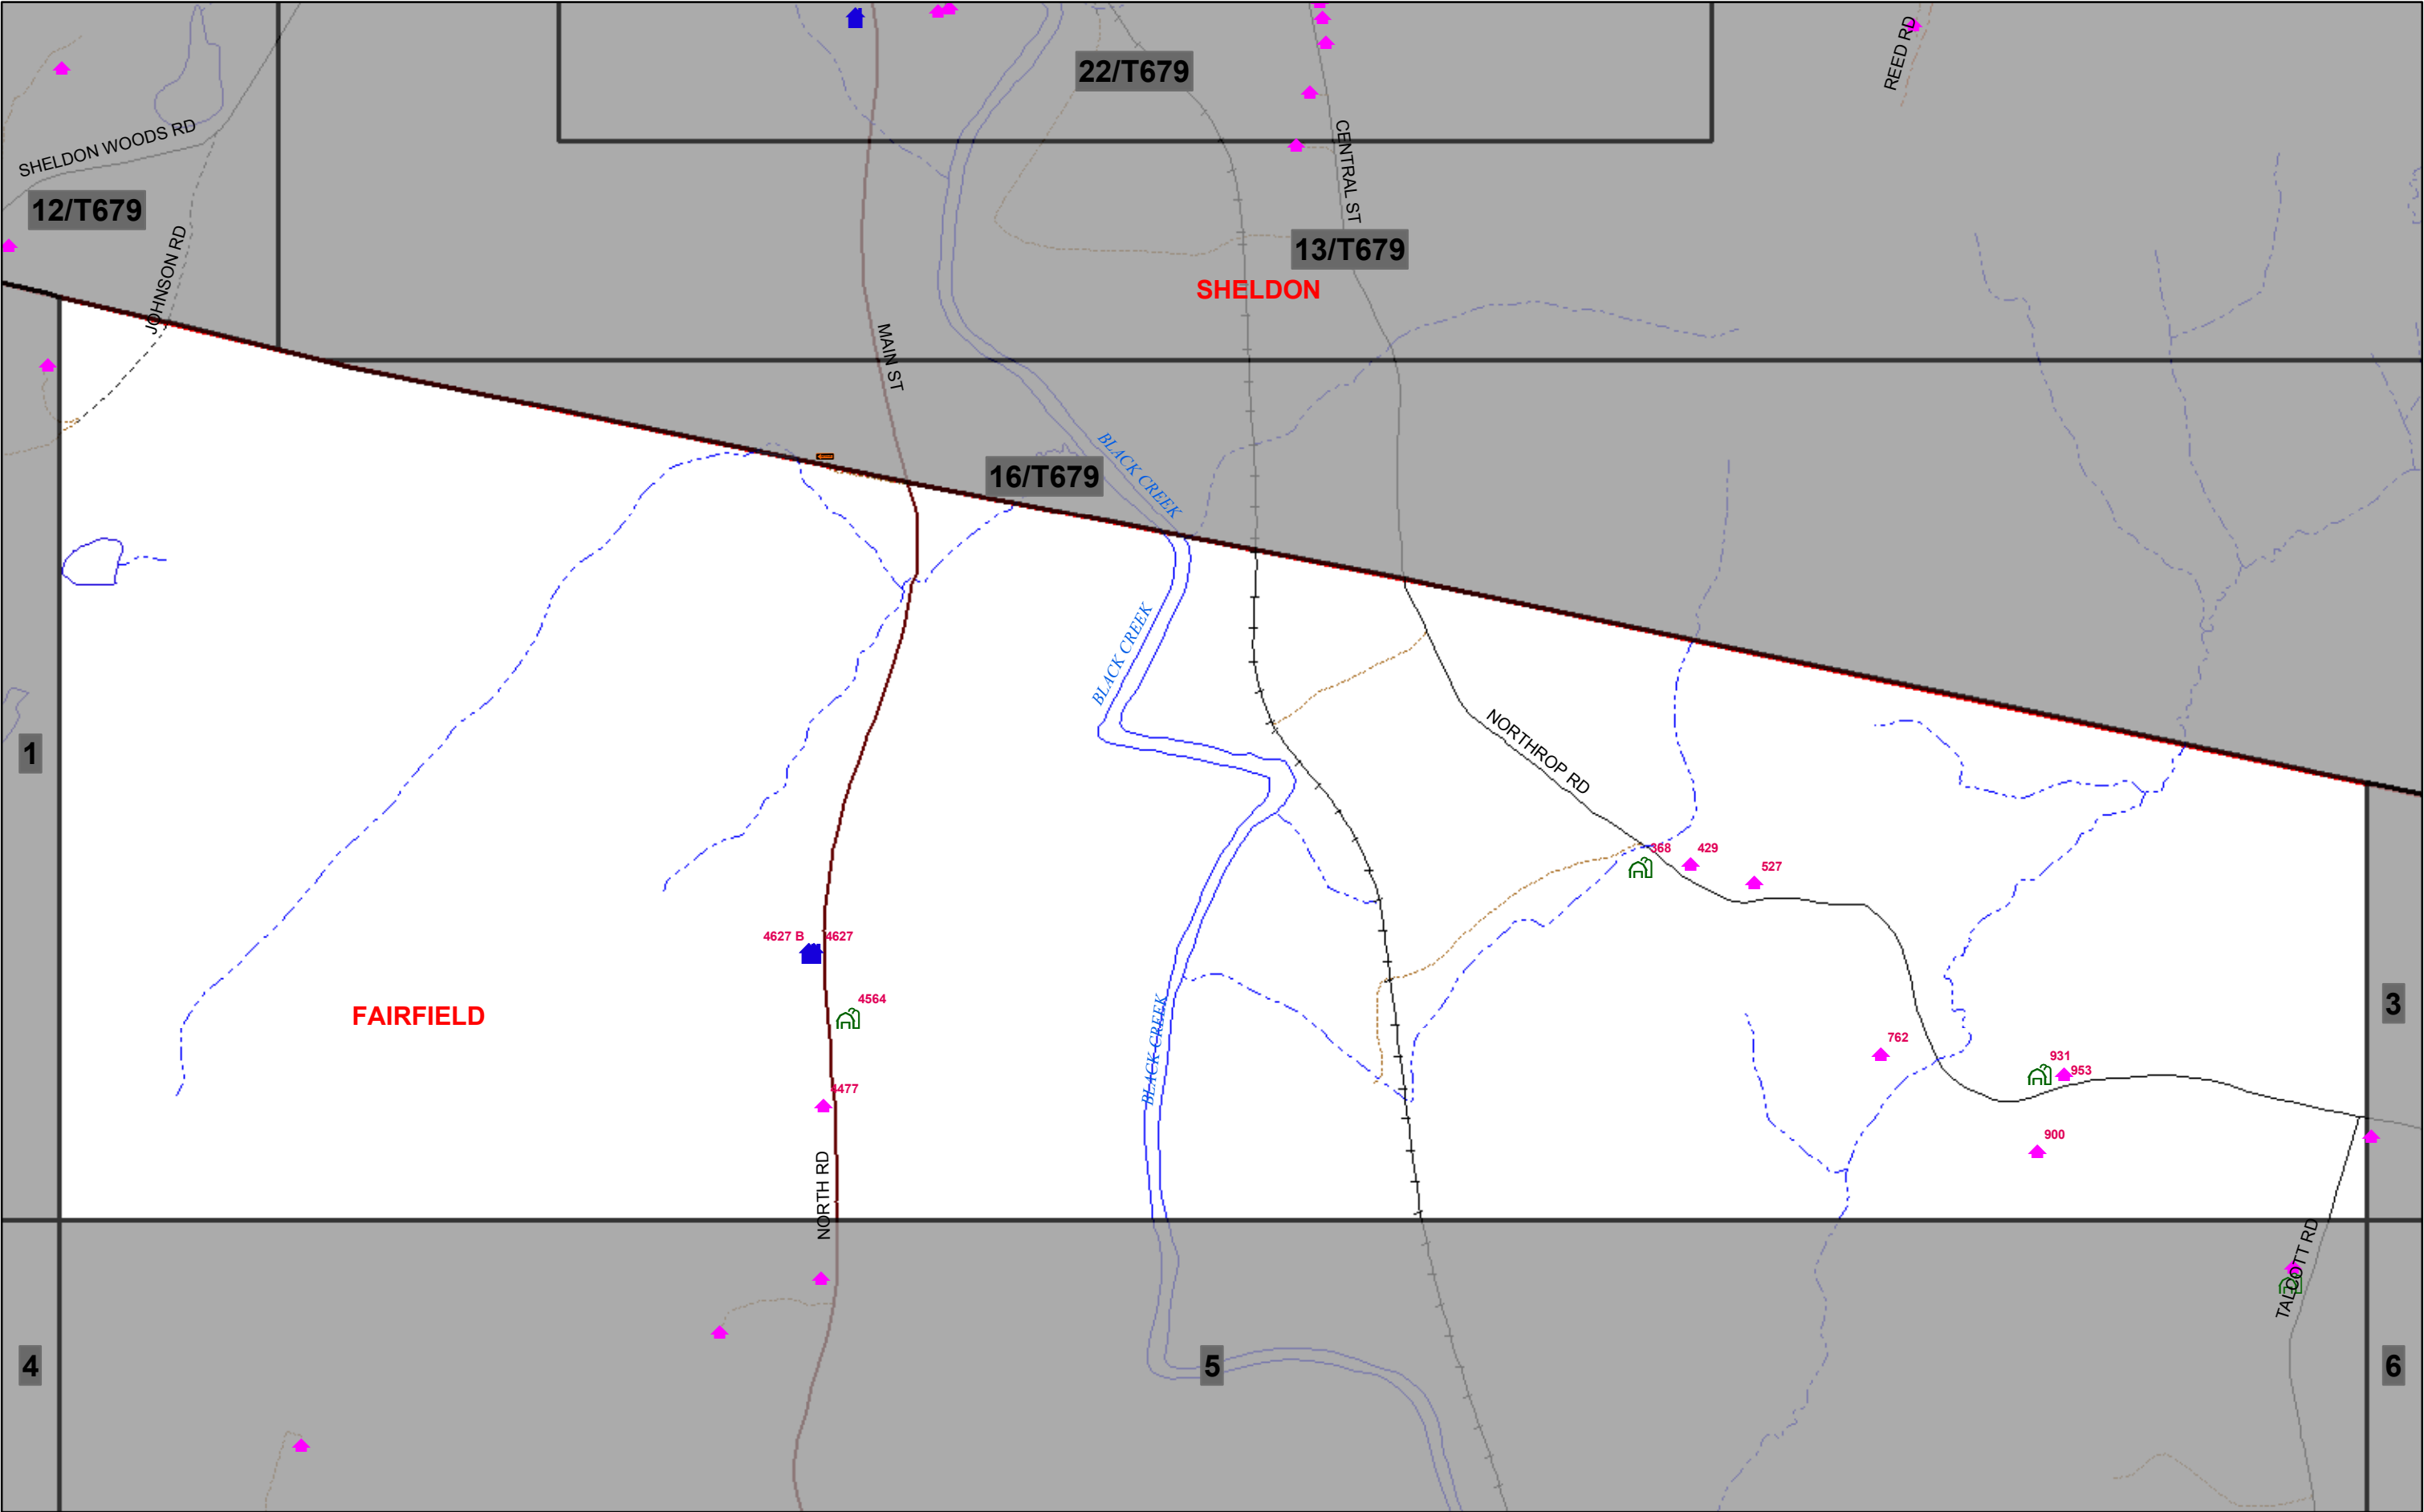 REED RD
22/T679
SHELDON WOODS RD
CENTRAL ST
12/T679
JOHNSON RD
13/T679
SHELDON
MAIN ST
BLACK CREEK
16/T679
BLACK CREEK
NORTHROP RD
1
368
429
527
4627 B
4627
4564
FAIRFIELD
BLACK CREEK
3
762
931
953
4477
900
NORTH RD
TALCOTT RD
4
5
6